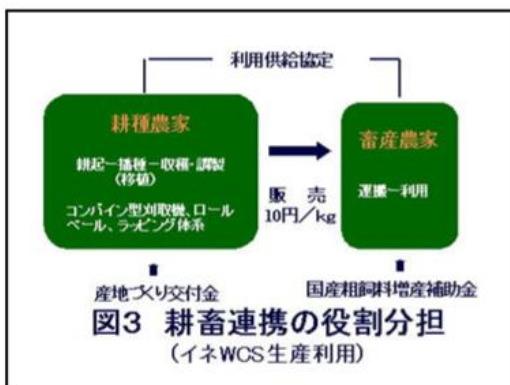 利用供給協定
耕種農家
耕起ー播種ー収穫・調製
(移植)
コンバイン型刈取機、ロール
ベール、ラッピング体系
販 売
10円/kg
畜産農家
運搬ー利用
産地づくり交付金
国産粗飼料増産補助金
図3 耕畜連携の役割分担
(イネWCS生産利用)